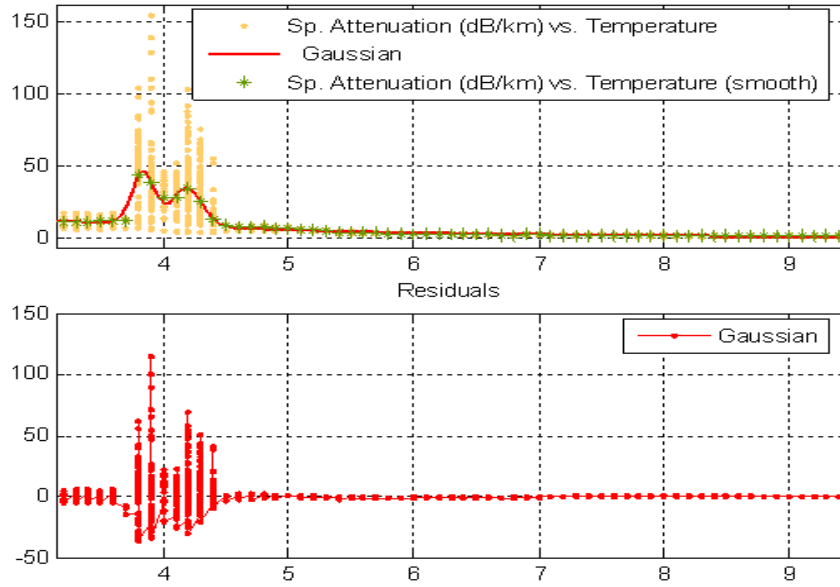 Sp. Attenuation (dB/km) vs. Temperature
Gaussian
Sp. Attenuation (dB/km) vs. Temperature (smooth)
150
100
50
0
4 5 6 7 8 9
Residuals
Gaussian
150
100
50
0
-50
4 5 6 7 8 9